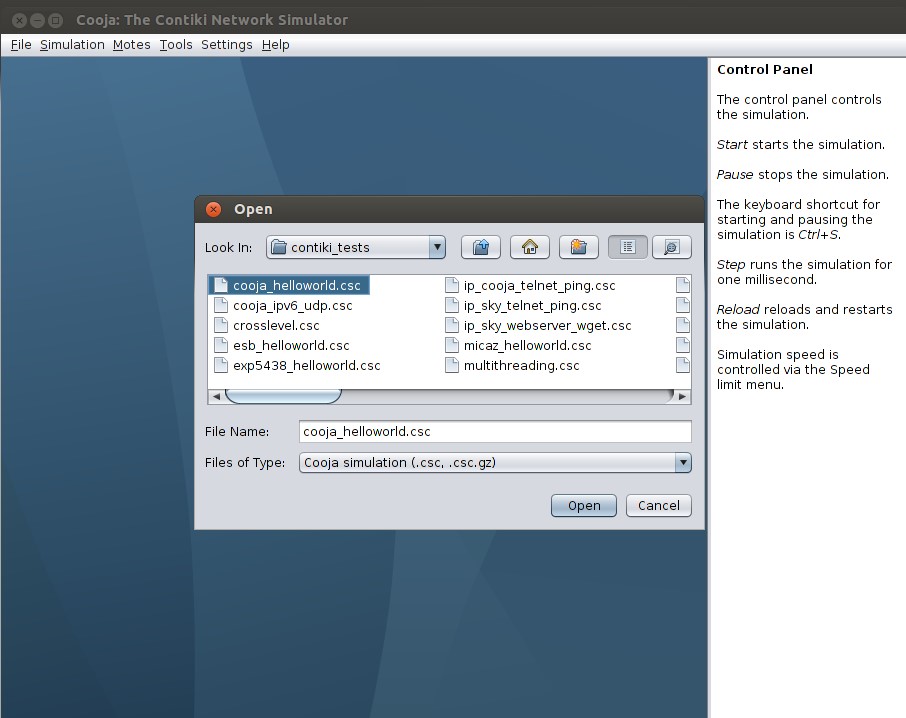 Cooja: The Contiki Network Simulator
File Simulation Motes Tools Settings Help
Open
Look In: contiki_tests
cooja_helloworld.csc
cooja_ipv6_udp.csc
crosslevel.csc
esb_helloworld.csc
exp5438_helloworld.csc
ip_cooja_telnet_ping.csc
ip_sky_telnet_ping.csc
ip_sky_webserver_wget.csc
micaz_helloworld.csc
multithreading.csc
File Name: cooja_helloworld.csc
Files of Type: Cooja simulation (.csc, .csc.gz)
Open Cancel
Control Panel
The control panel controls
the simulation.
Start starts the simulation.
Pause stops the simulation.
The keyboard shortcut for
starting and pausing the
simulation is Ctrl+S.
Step runs the simulation for
one millisecond.
Reload reloads and restarts
the simulation.
Simulation speed is
controlled via the Speed
limit menu.